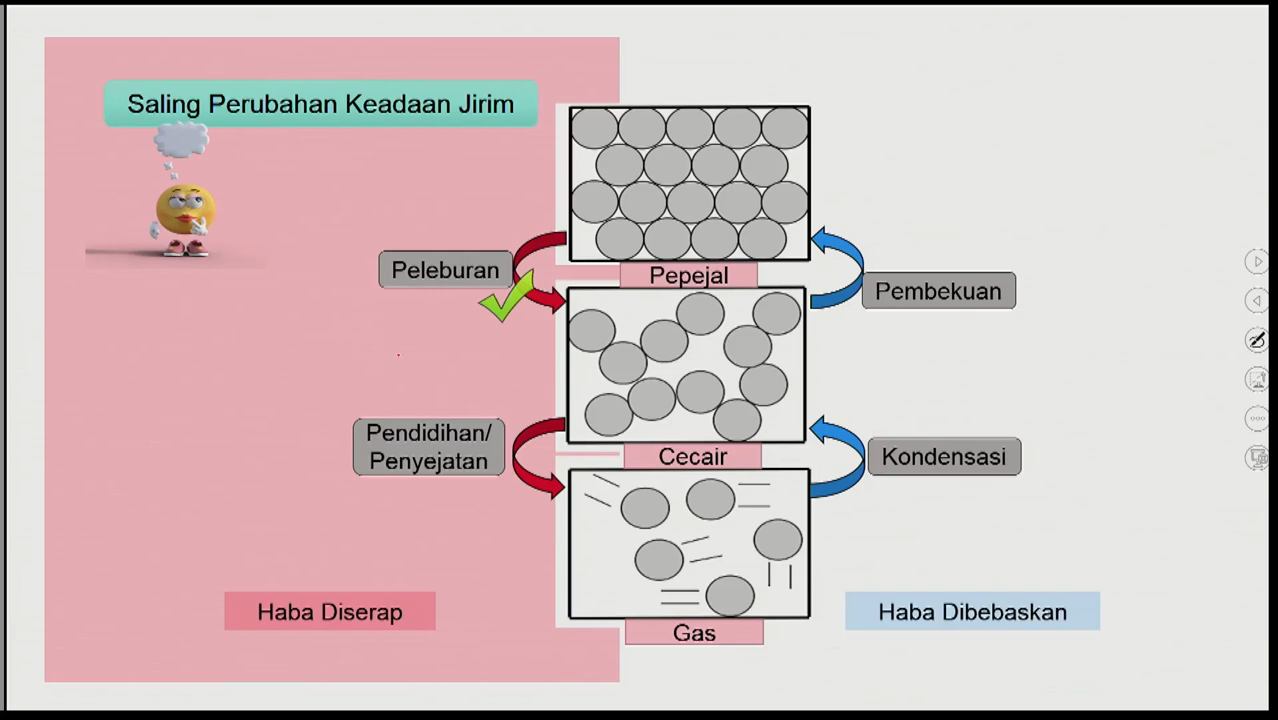 Saling Perubahan Keadaan Jirim
Peleburan
Pepejal
Pembekuan
Pendidihan/
Penyejatan
Cecair
Kondensasi
Haba Diserap
Haba Dibebaskan
Gas